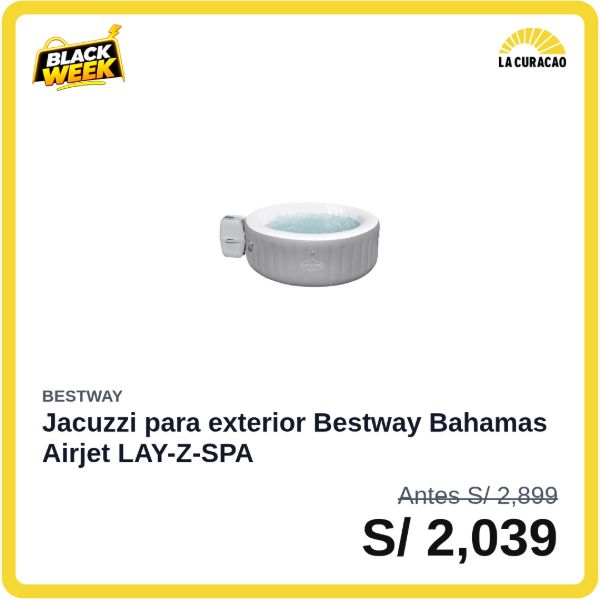 BLACK
WEEK
LA CURACAO
BESTWAY
Jacuzzi para exterior Bestway Bahamas
Airjet LAY-Z-SPA
Antes S/ 2,899
S/ 2,039